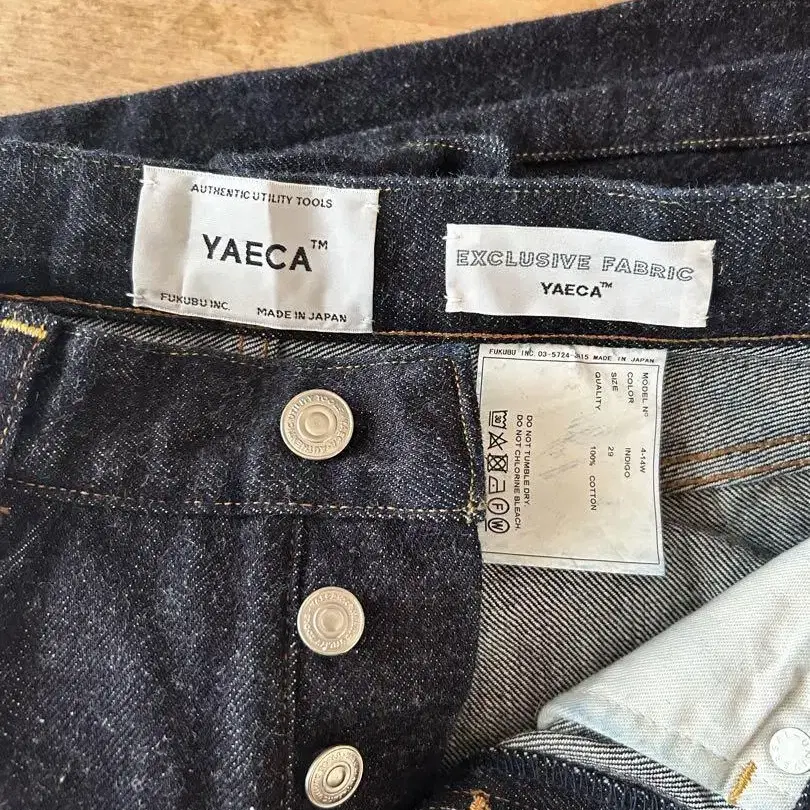 AUTHENTIC UTILITY TOOLS
YAECA™
FUKUBU INC.
MADE IN JAPAN
EXCLUSIVE FABRIC
YAECA™
FUKUBU INC. 03-5724- MADE IN JAPAN
MODEL Nº 4-14W
COLOR INDIGO
SIZE 29
QUALITY 100% COTTON
DO NOT TUMBLE DRY.
DO NOT CHLORINE BLEACH.
30
F
W